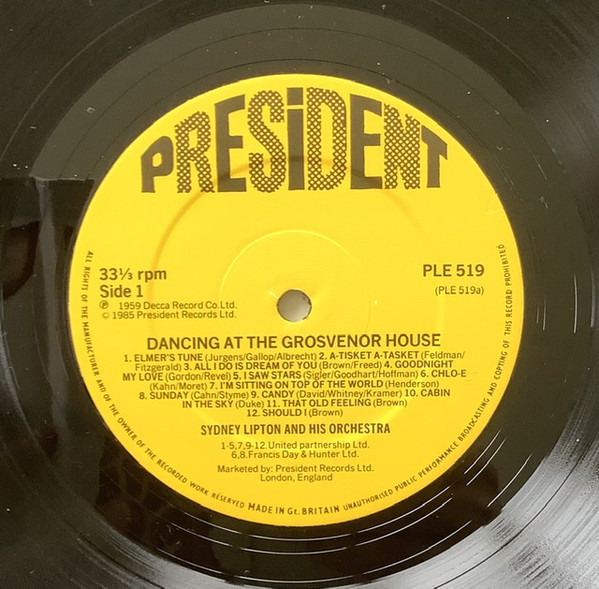 PRESiDENT
33⅓ rpm
Side 1
PLE 519
(PLE 519a)
℗ 1959 Decca Record Co. Ltd.
© 1985 President Records Ltd.
DANCING AT THE GROSVENOR HOUSE
1. ELMER'S TUNE (Jurgens/Gallop/Albrecht) 2. A-TISKET A-TASKET (Feldman/
Fitzgerald) 3. ALL I DO IS DREAM OF YOU (Brown/Freed) 4. GOODNIGHT
MY LOVE (Gordon/Revel) 5. I SAW STARS (Sigler/Goodhart/Hoffman) 6. CHLO-E
(Kahn/Moret) 7. I'M SITTING ON TOP OF THE WORLD (Henderson)
8. SUNDAY (Cahn/Styme) 9. CANDY (David/Whitney/Kramer) 10. CABIN
IN THE SKY (Duke) 11. THAT OLD FEELING (Brown)
12. SHOULD I (Brown)
SYDNEY LIPTON AND HIS ORCHESTRA
1-5,7,9-12. United partnership Ltd.
6,8. Francis Day & Hunter Ltd.
Marketed by: President Records Ltd.
London, England
ALL RIGHTS OF THE MANUFACTURER AND OF THE OWNER OF THE RECORDED WORK RESERVED MADE IN Gt. BRITAIN UNAUTHORISED PUBLIC PERFORMANCE BROADCASTING AND COPYING OF THIS RECORD PROHIBITED